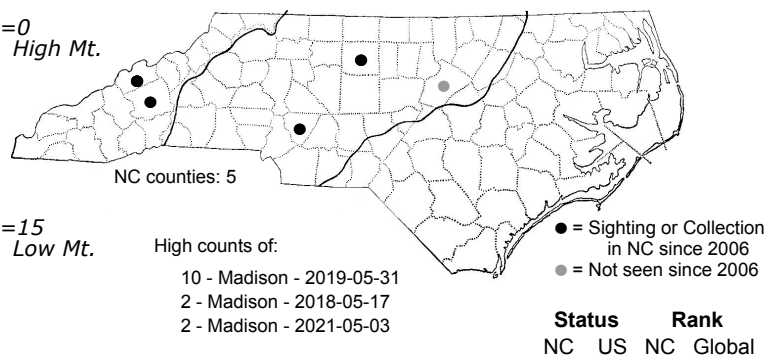 =0
High Mt.
NC counties: 5
=15
Low Mt.
High counts of:
10 - Madison - 2019-05-31
2 - Madison - 2018-05-17
2 - Madison - 2021-05-03
● = Sighting or Collection
in NC since 2006
● = Not seen since 2006
Status Rank
NC US NC Global